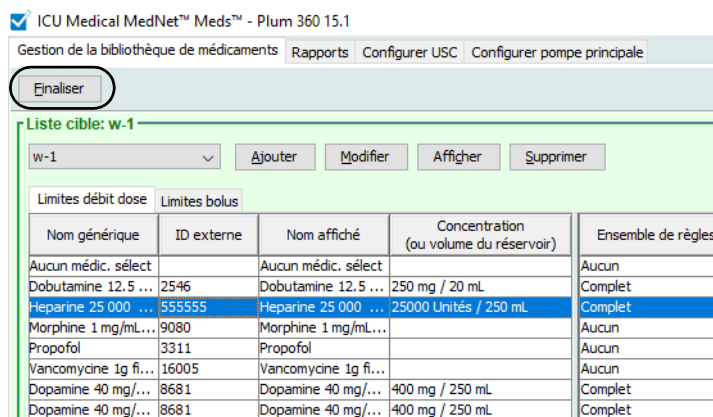 ICU Medical MedNet™ Meds™ - Plum 360 15.1
Gestion de la bibliothèque de médicaments Rapports Configurer USC Configurer pompe principale
Finaliser
Liste cible: w-1
w-1 Ajouter Modifier Afficher Supprimer
Limites débit dose Limites bolus
Nom générique ID externe Nom affiché Concentration (ou volume du réservoir) Ensemble de règles
Aucun médic. sélect Aucun médic. sélect Aucun
Dobutamine 12.5 ... 2546 Dobutamine 12.5 ... 250 mg / 20 mL Complet
Heparine 25 000 ... 555555 Heparine 25 000 ... 25000 Unités / 250 mL Complet
Morphine 1 mg/mL... 9080 Morphine 1 mg/mL... Aucun
Propofol 3311 Propofol Aucun
Vancomycine 1g fi... 16005 Vancomycine 1g fi... Aucun
Dopamine 40 mg/... 8681 Dopamine 40 mg/... 400 mg / 250 mL Complet
Dopamine 40 mg/... 8681 Dopamine 40 mg/... 400 mg / 250 mL Complet